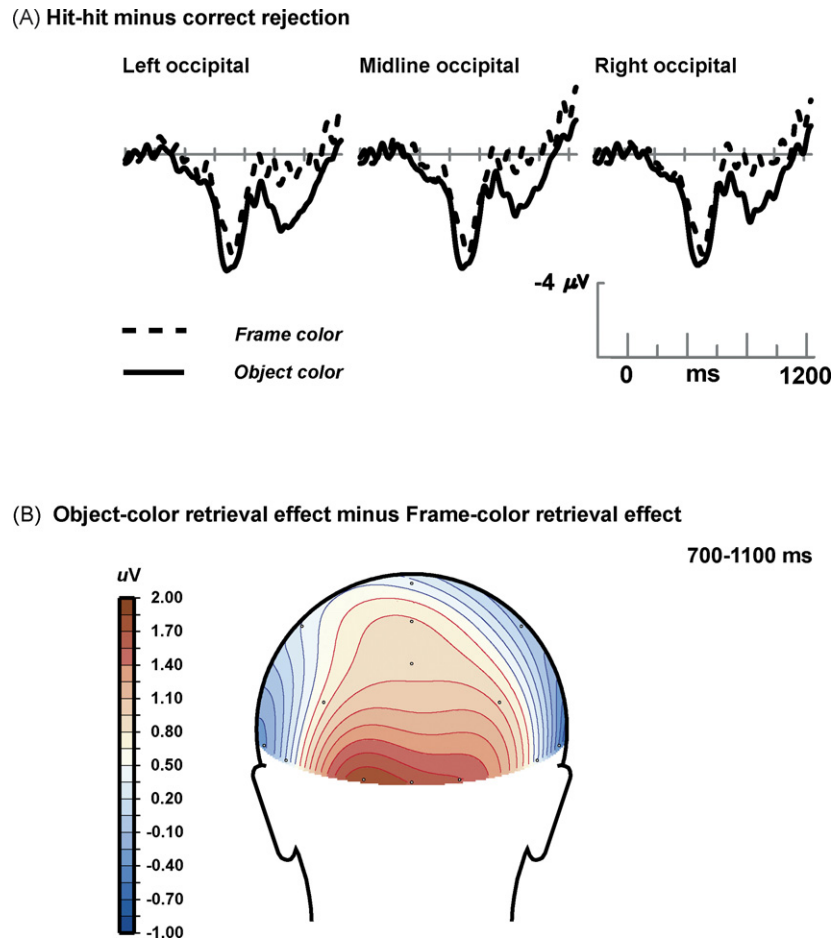 (A) Hit-hit minus correct rejection
Left occipital Midline occipital Right occipital
-4 µV
Frame color
Object color
0 ms 1200
(B) Object-color retrieval effect minus Frame-color retrieval effect
700-1100 ms
uV
2.00
1.70
1.40
1.10
0.80
0.50
0.20
-0.10
-0.40
-0.70
-1.00